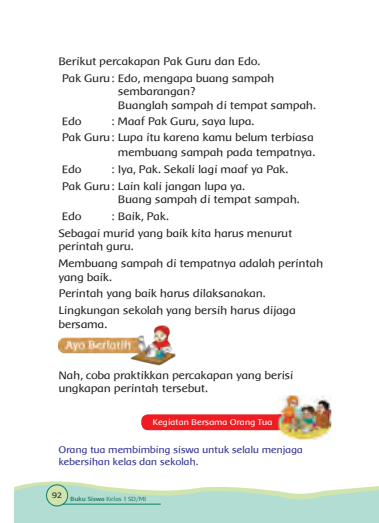 Berikut percakapan Pak Guru dan Edo.
Pak Guru : Edo, mengapa buang sampah
sembarangan?
Buanglah sampah di tempat sampah.
Edo : Maaf Pak Guru, saya lupa.
Pak Guru : Lupa itu karena kamu belum terbiasa
membuang sampah pada tempatnya.
Edo : Iya, Pak. Sekali lagi maaf ya Pak.
Pak Guru : Lain kali jangan lupa ya.
Buang sampah di tempat sampah.
Edo : Baik, Pak.
Sebagai murid yang baik kita harus menurut
perintah guru.
Membuang sampah di tempatnya adalah perintah
yang baik.
Perintah yang baik harus dilaksanakan.
Lingkungan sekolah yang bersih harus dijaga
bersama.
Ayo Berlatih
Nah, coba praktikkan percakapan yang berisi
ungkapan perintah tersebut.
Kegiatan Bersama Orang Tua
Orang tua membimbing siswa untuk selalu menjaga
kebersihan kelas dan sekolah.
92 Buku Siswa Kelas 1 SD/MI